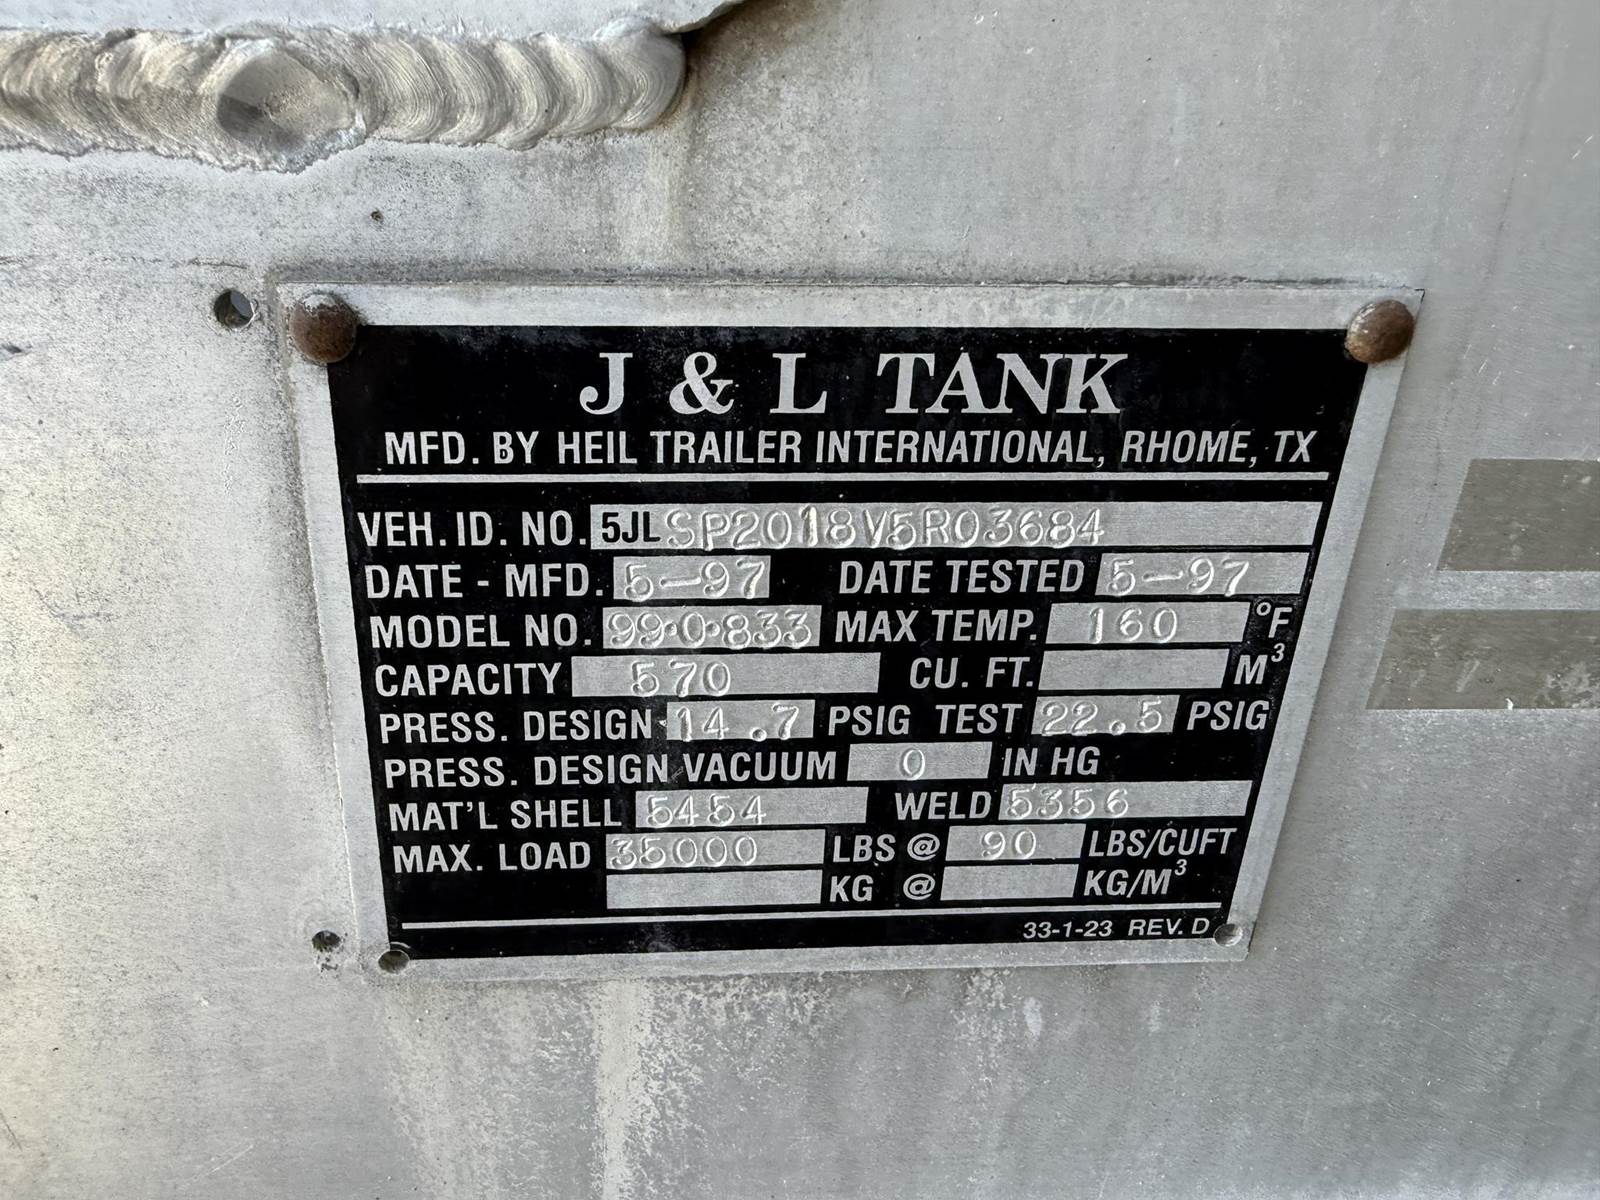 J & L TANK
MFD. BY HEIL TRAILER INTERNATIONAL, RHOME, TX
VEH. ID. NO. 5JLSP2018V5R03684
DATE - MFD. 5-97 DATE TESTED 5-97
MODEL NO. 99·0·833 MAX TEMP. 160 °F
CAPACITY 570 CU. FT. M³
PRESS. DESIGN 14.7 PSIG TEST 22.5 PSIG
PRESS. DESIGN VACUUM 0 IN HG
MAT'L SHELL 5454 WELD 5356
MAX. LOAD 35000 LBS @ 90 LBS/CUFT
KG @ KG/M³
33-1-23 REV. D